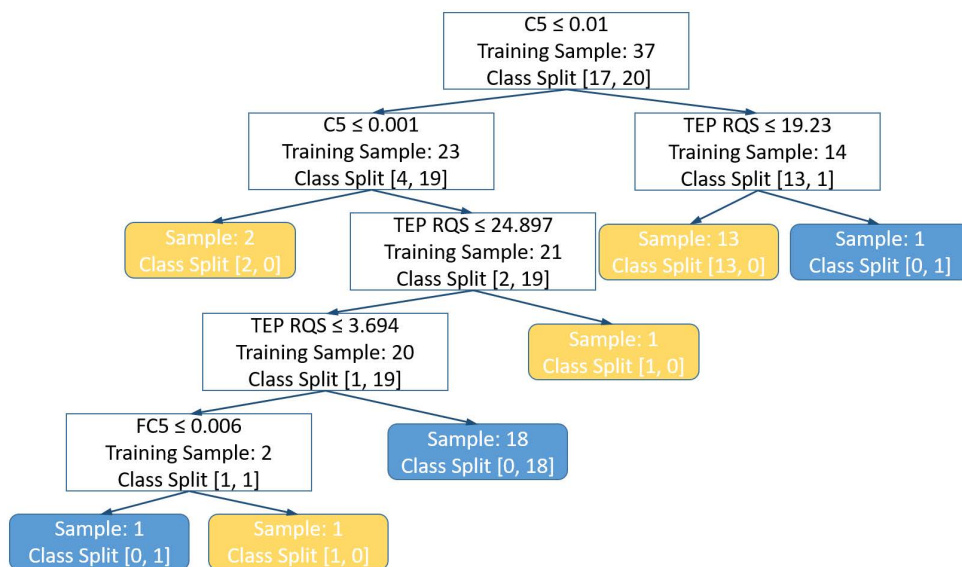 C5 ≤ 0.01
Training Sample: 37
Class Split [17, 20]
C5 ≤ 0.001
Training Sample: 23
Class Split [4, 19]
TEP RQS ≤ 19.23
Training Sample: 14
Class Split [13, 1]
Sample: 2
Class Split [2, 0]
TEP RQS ≤ 24.897
Training Sample: 21
Class Split [2, 19]
Sample: 13
Class Split [13, 0]
Sample: 1
Class Split [0, 1]
TEP RQS ≤ 3.694
Training Sample: 20
Class Split [1, 19]
Sample: 1
Class Split [1, 0]
FC5 ≤ 0.006
Training Sample: 2
Class Split [1, 1]
Sample: 18
Class Split [0, 18]
Sample: 1
Class Split [0, 1]
Sample: 1
Class Split [1, 0]